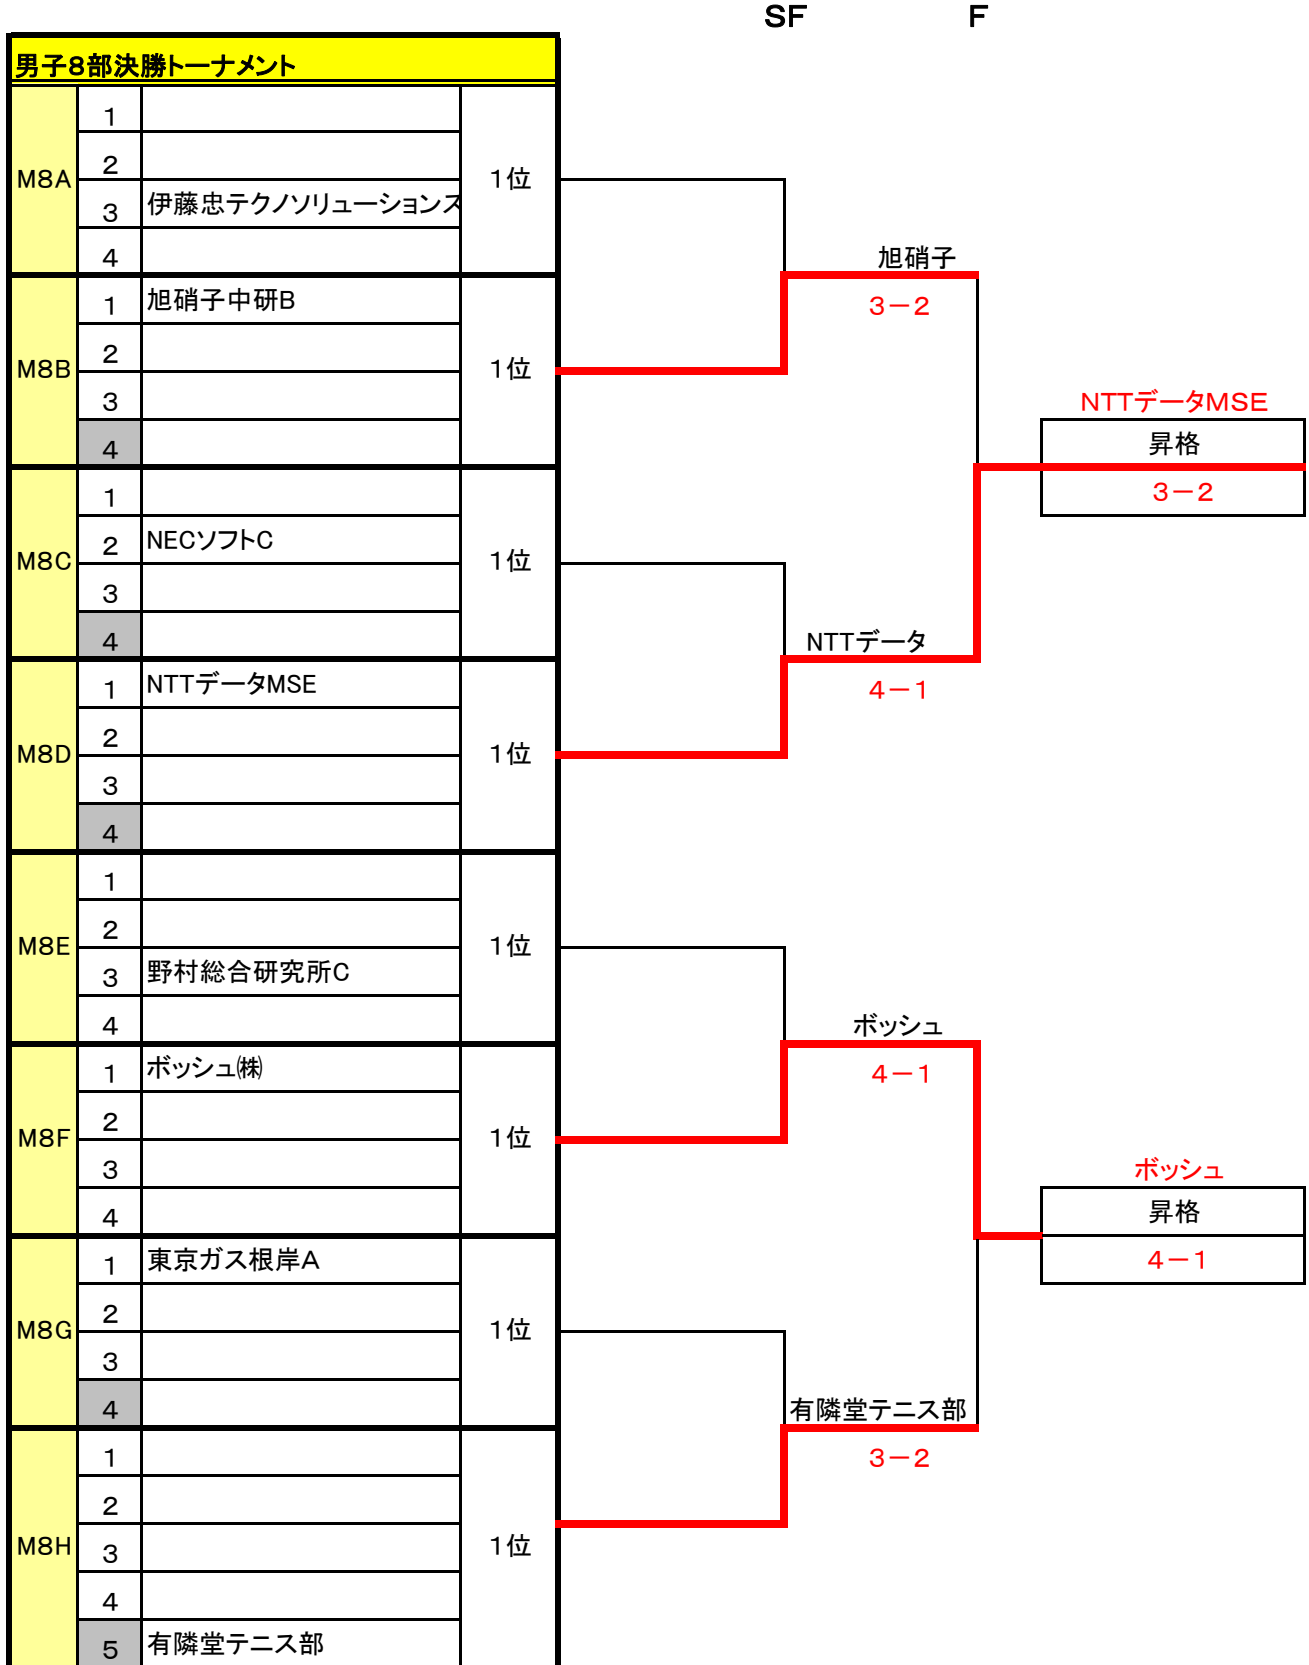 SF F
男子8部決勝トーナメント
M8A 1位
1
2
3 伊藤忠テクノソリューションズ
4
旭硝子
3－2
M8B 1位
1 旭硝子中研B
2
3
4
NTTデータMSE
昇格
3－2
M8C 1位
1
2 NECソフトC
3
4
NTTデータ
4－1
M8D 1位
1 NTTデータMSE
2
3
4
M8E 1位
1
2
3 野村総合研究所C
4
ボッシュ
4－1
M8F 1位
1 ボッシュ㈱
2
3
4
ボッシュ
昇格
4－1
M8G 1位
1 東京ガス根岸A
2
3
4
有隣堂テニス部
3－2
M8H 1位
1
2
3
4
5 有隣堂テニス部